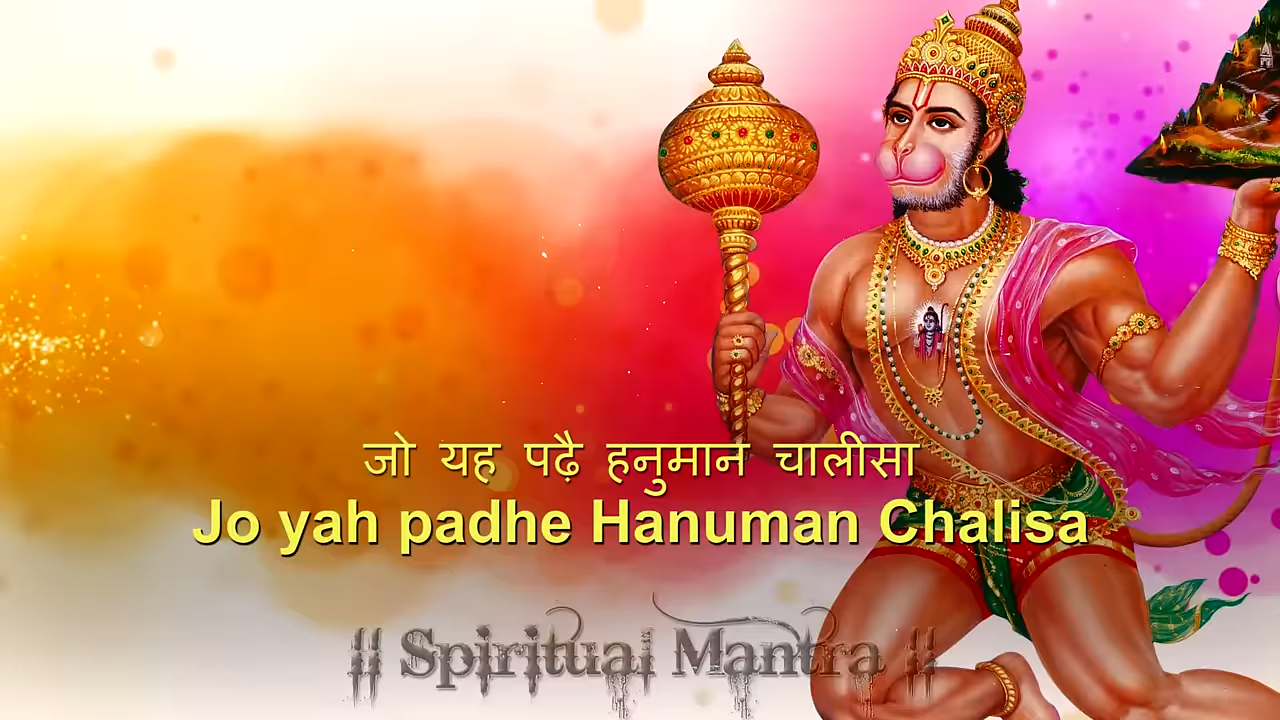 जो यह पढ़ै हनुमान चालीसा
Jo yah padhe Hanuman Chalisa
|| Spiritual Mantra ||